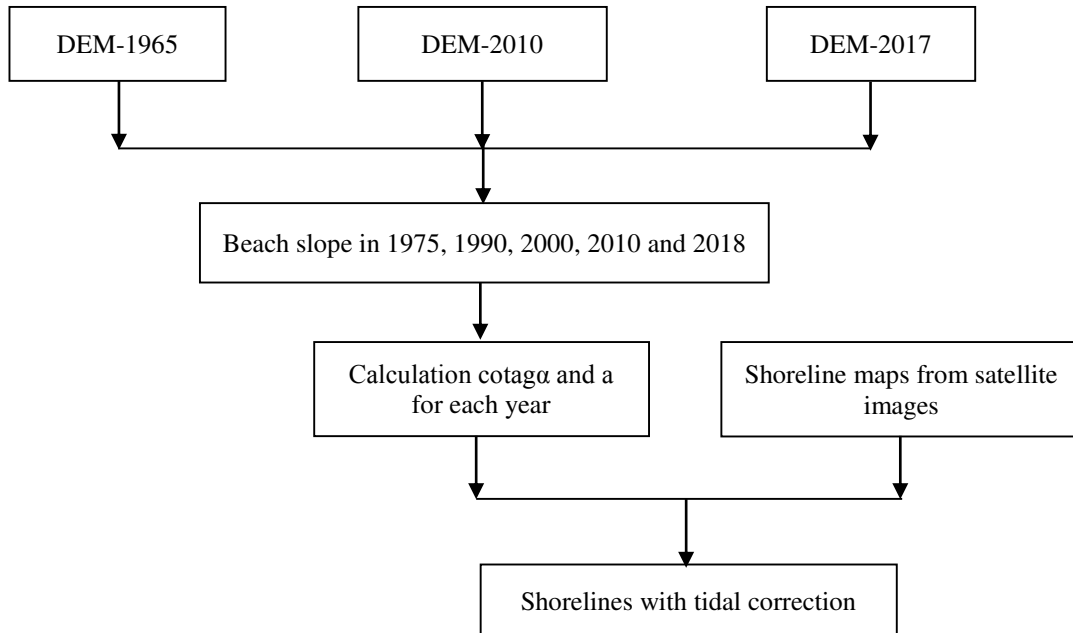 DEM-1965
DEM-2010
DEM-2017
Beach slope in 1975, 1990, 2000, 2010 and 2018
Calculation cotagα and a
for each year
Shoreline maps from satellite
images
Shorelines with tidal correction